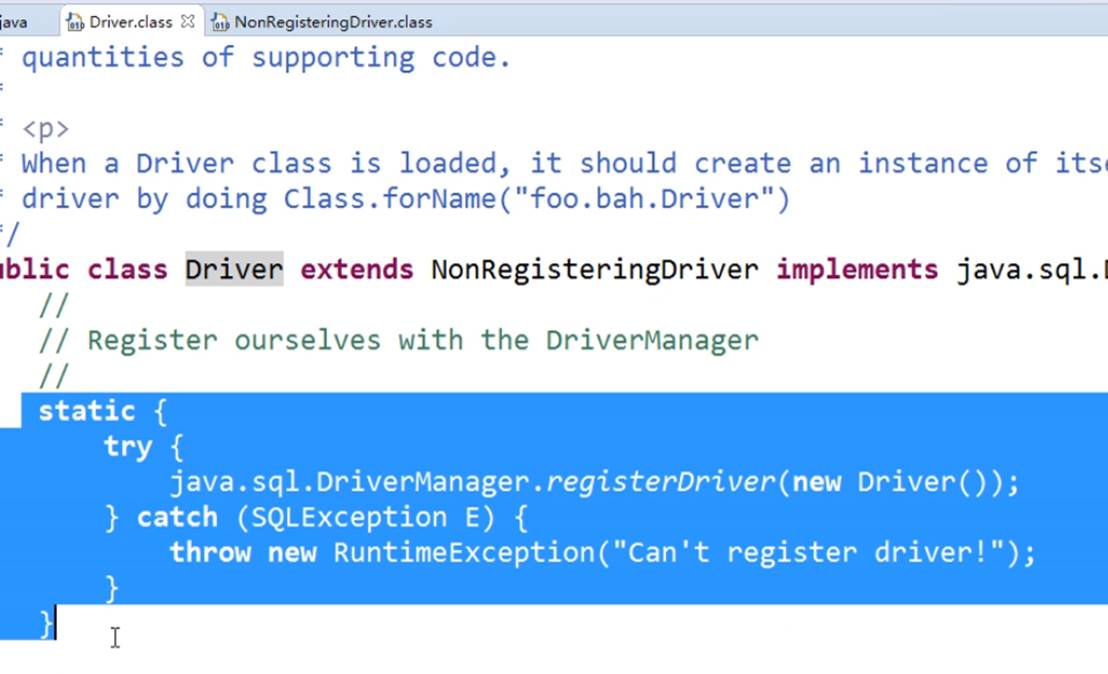 java Driver.class NonRegisteringDriver.class
* quantities of supporting code.
*
* <p>
* When a Driver class is loaded, it should create an instance of
* driver by doing Class.forName("foo.bah.Driver")
*/
ublic class Driver extends NonRegisteringDriver implements java.sql.
//
// Register ourselves with the DriverManager
//
static {
try {
java.sql.DriverManager.registerDriver(new Driver());
} catch (SQLException E) {
throw new RuntimeException("Can't register driver!");
}
}